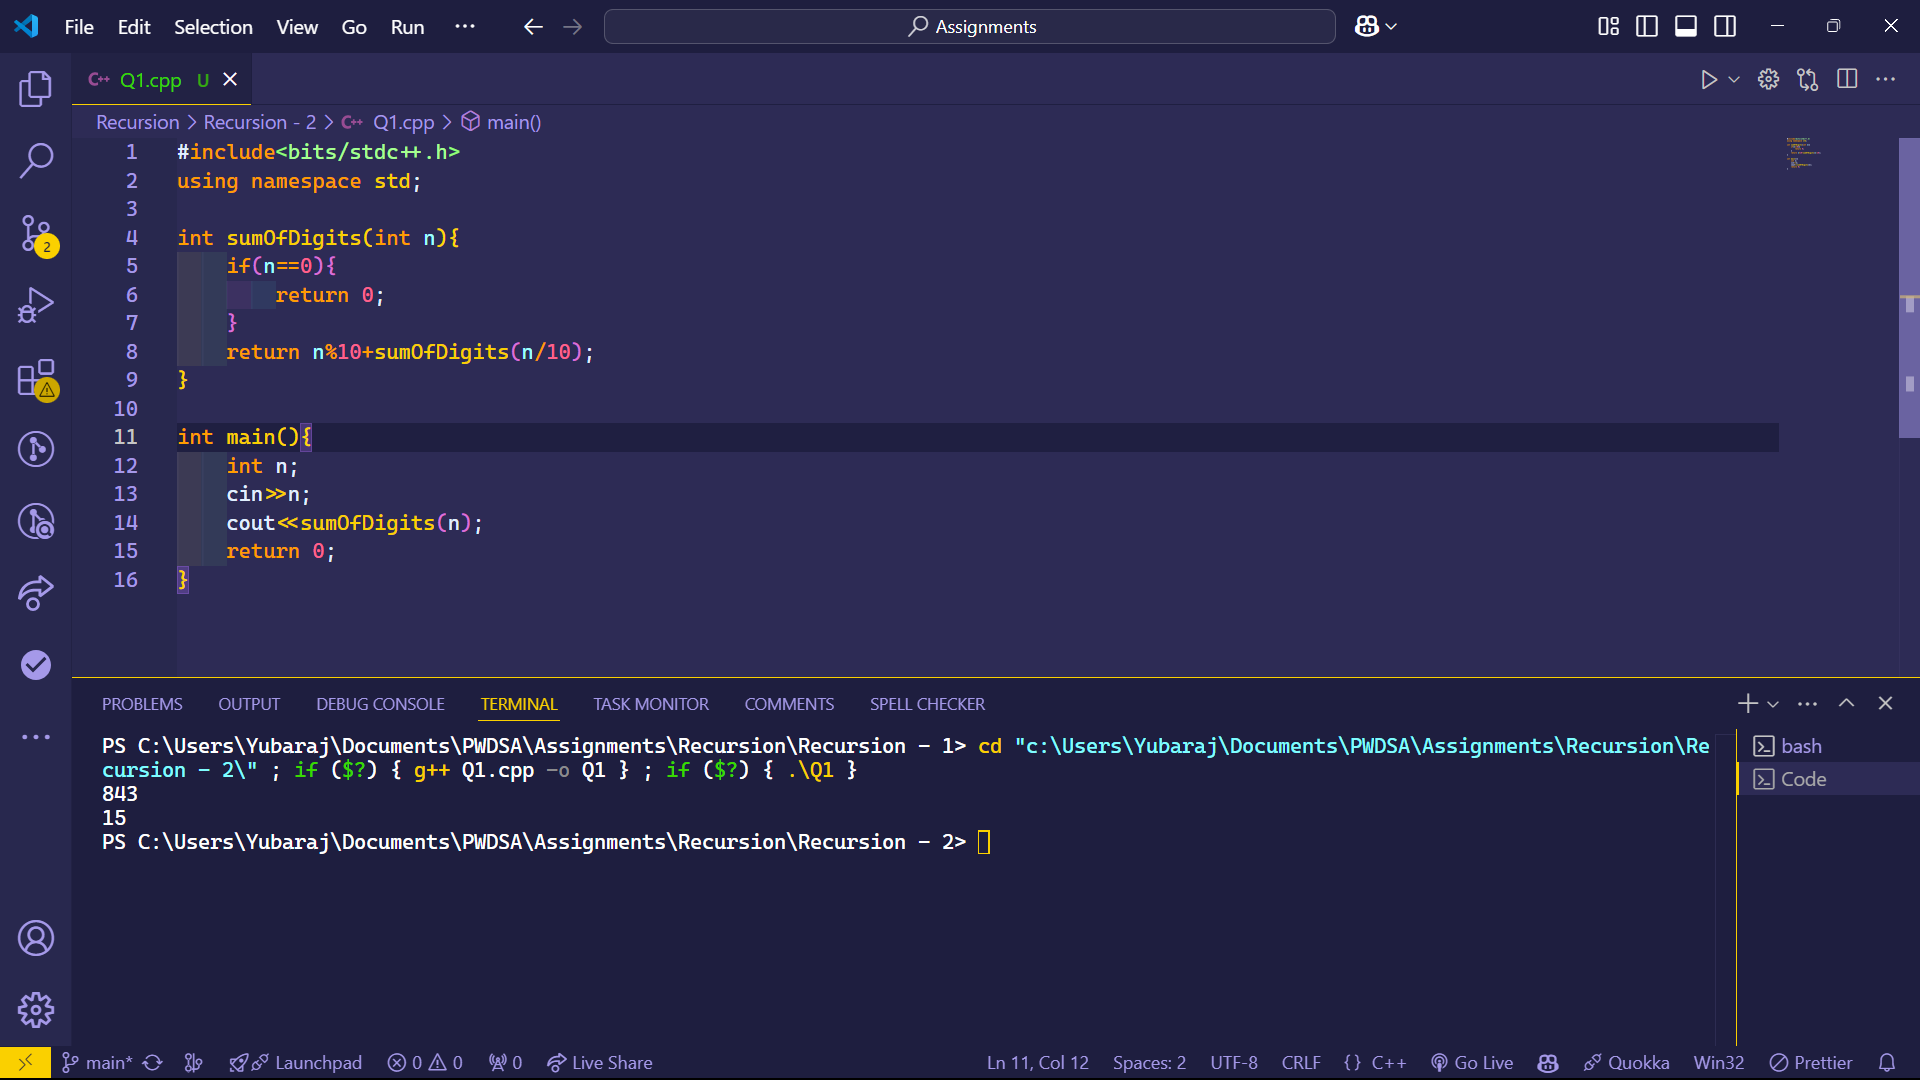 File Edit Selection View Go Run ··· Assignments
C++ Q1.cpp U
Recursion > Recursion - 2 > C++ Q1.cpp > main()
1 #include<bits/stdc++.h>
2 using namespace std;
3
4 int sumOfDigits(int n){
5 if(n==0){
6 return 0;
7 }
8 return n%10+sumOfDigits(n/10);
9 }
10
11 int main(){
12 int n;
13 cin>>n;
14 cout<<sumOfDigits(n);
15 return 0;
16 }
2
PROBLEMS OUTPUT DEBUG CONSOLE TERMINAL TASK MONITOR COMMENTS SPELL CHECKER
PS C:\Users\Yubaraj\Documents\PWDSA\Assignments\Recursion\Recursion - 1> cd "c:\Users\Yubaraj\Documents\PWDSA\Assignments\Recursion\Re
cursion - 2\" ; if ($?) { g++ Q1.cpp -o Q1 } ; if ($?) { .\Q1 }
843
15
PS C:\Users\Yubaraj\Documents\PWDSA\Assignments\Recursion\Recursion - 2>
bash
Code
main* Launchpad 0 0 0 Live Share Ln 11, Col 12 Spaces: 2 UTF-8 CRLF {} C++ Go Live Quokka Win32 Prettier